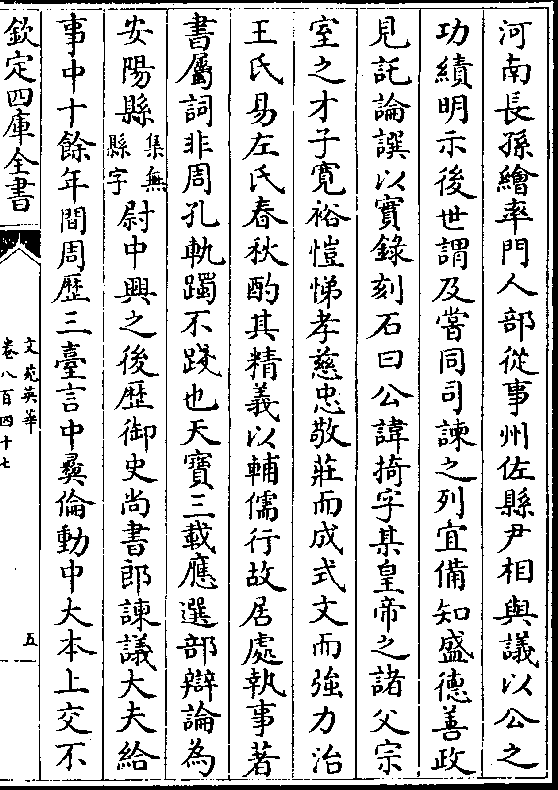 河南長孫繪率門人部從事州佐縣尹相與議以公之
功績明示後世謂及嘗同司諫之列宜備知盛德善政
見託論譔以實録刻石曰公諱掎字某皇帝之諸父宗
室之才子寛裕愷悌孝慈忠敬莊而成式文而強力治
王氏易左氏春秋酌其精義以輔儒行故居處執事著
書屬詞非周孔軌躅不踐也天寳三載應選部辯論為
安陽縣集無縣字尉中興之後歴御史尚書郎諫議大夫給
事中十餘年間周歴三臺言中彛倫動中大本上交不
欽定四庫全書
文苑英華
卷八百四十七
五